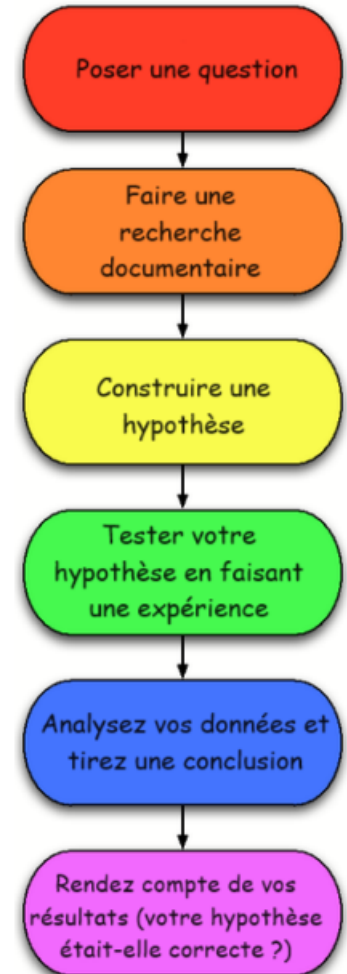 Poser une question
Faire une
recherche
documentaire
Construire une
hypothèse
Tester votre
hypothèse en faisant
une expérience
Analysez vos données et
tirez une conclusion
Rendez compte de vos
résultats (votre hypothèse
était-elle correcte ?)